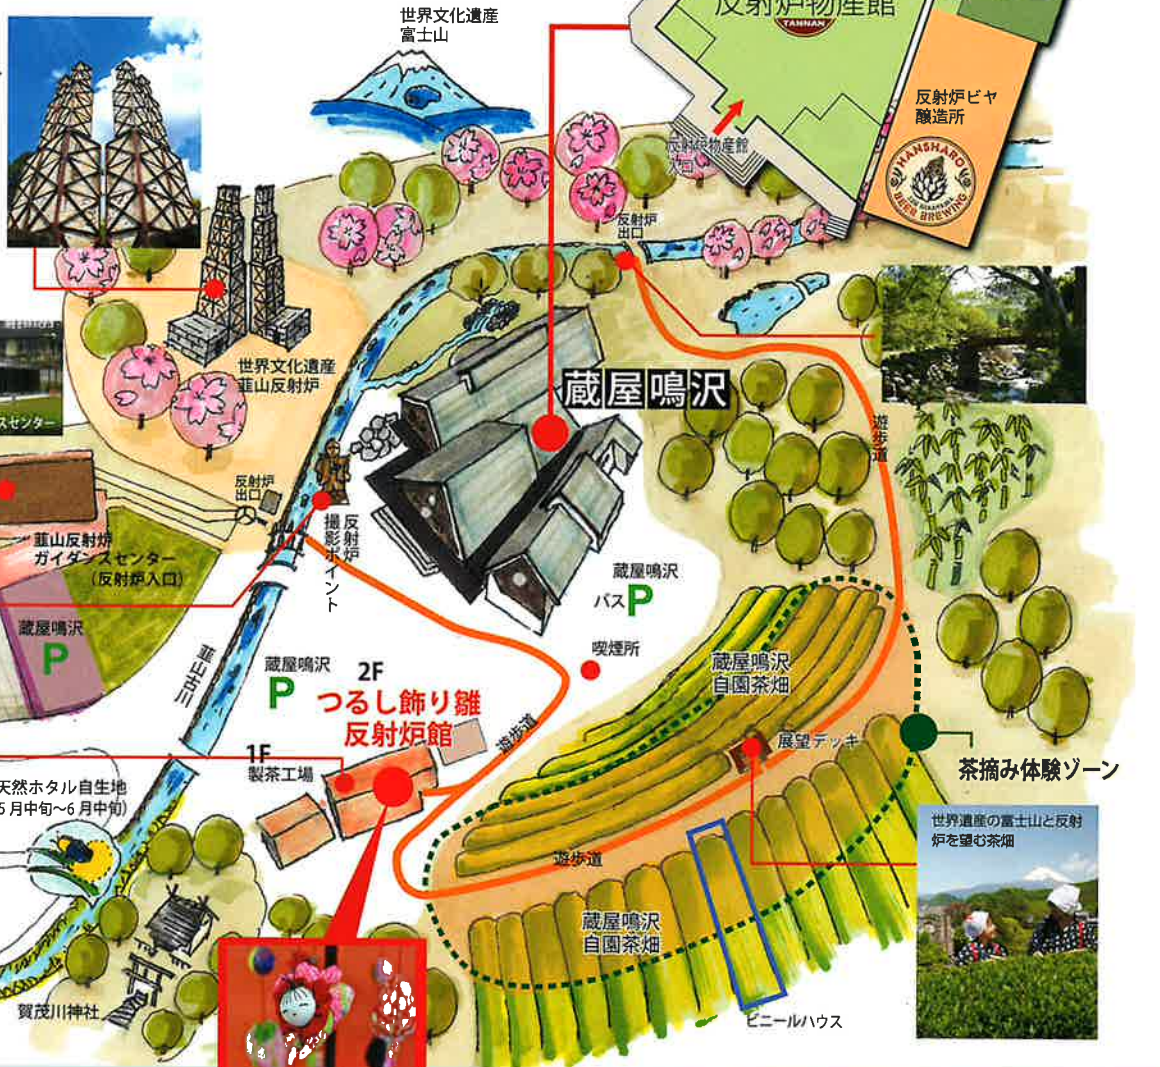 世界文化遺産
富士山
反射炉物産館
TANNAN
反射炉ビヤ
醸造所
HANSHARO
BEER BREWING
反射炉物産館
入口
反射炉
出口
世界文化遺産
韮山反射炉
蔵屋鳴沢
スセンター
遊歩道
反射炉
出口
反射炉
撮影ポイント
韮山反射炉
ガイダンスセンター
(反射炉入口)
蔵屋鳴沢
バスP
蔵屋鳴沢
P
喫煙所
韮山古川
蔵屋鳴沢
P
2F
つるし飾り雛
反射炉館
蔵屋鳴沢
自園茶畑
遊歩道
展望デッキ
1F
製茶工場
茶摘み体験ゾーン
天然ホタル自生地
5月中旬〜6月中旬)
世界遺産の富士山と反射
炉を望む茶畑
遊歩道
蔵屋鳴沢
自園茶畑
賀茂川神社
ビニールハウス